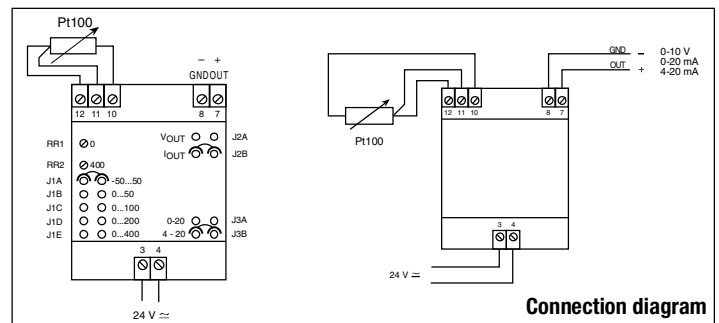 Pt100
– +
GND OUT
12 11 10
8 7
RR1 0
VOUT J2A
IOUT J2B
RR2 400
J1A -50...50
J1B 0...50
J1C 0...100
J1D 0...200
0-20 J3A
J1E 0...400
4 - 20 J3B
3 4
24 V ≃
GND – 0-10 V
0-20 mA
OUT + 4-20 mA
12 11 10
8 7
Pt100
3 4
24 V ≃
Connection diagram